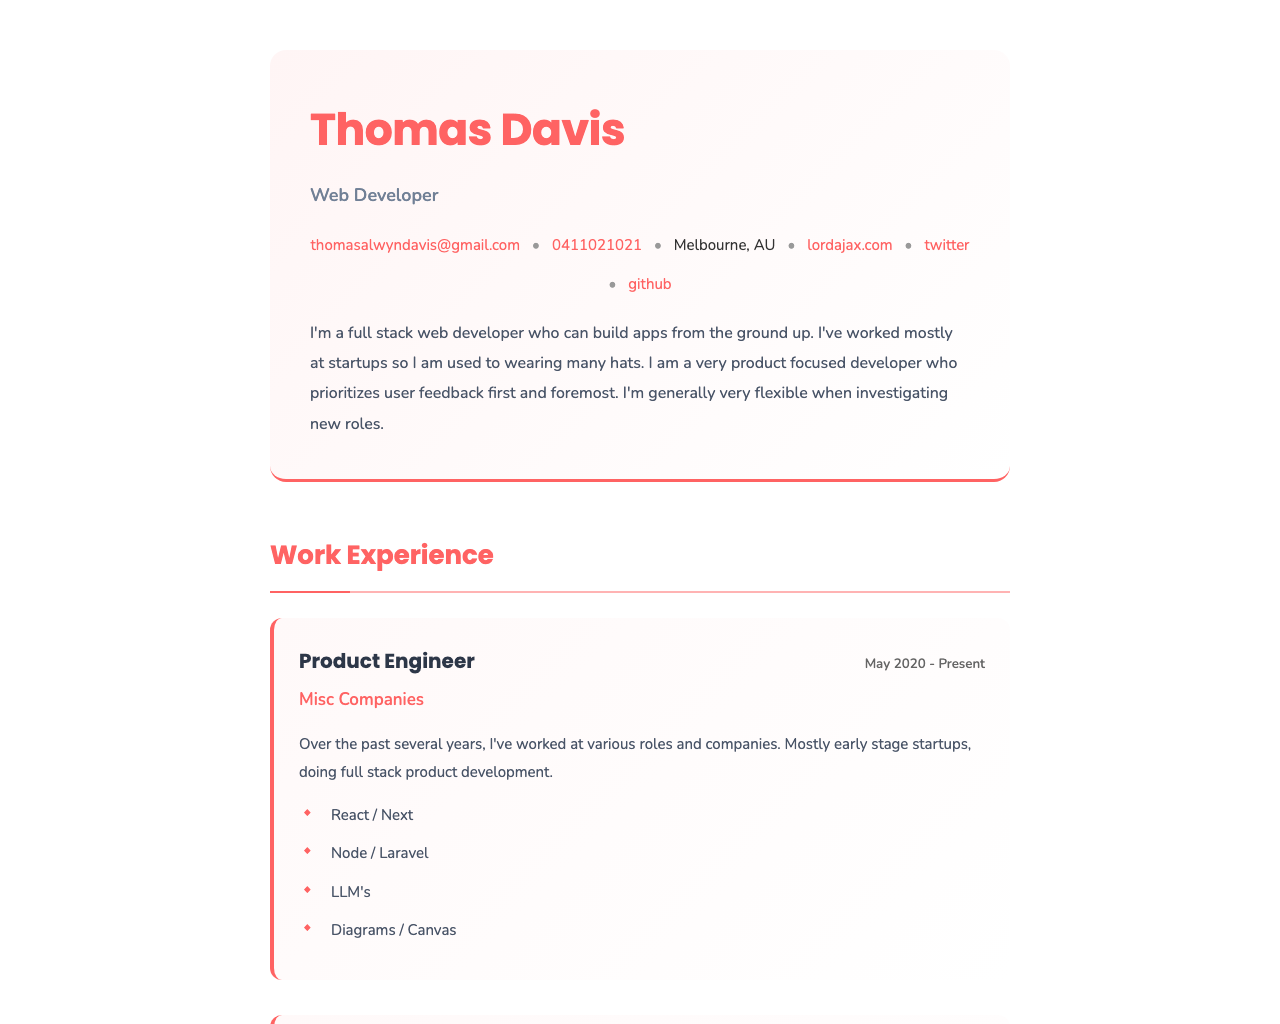 Thomas Davis
Web Developer
thomasalwyndavis@gmail.com • 0411021021 • Melbourne, AU • lordajax.com • twitter
• github
I'm a full stack web developer who can build apps from the ground up. I've worked mostly
at startups so I am used to wearing many hats. I am a very product focused developer who
prioritizes user feedback first and foremost. I'm generally very flexible when investigating
new roles.
Work Experience
Product Engineer May 2020 - Present
Misc Companies
Over the past several years, I've worked at various roles and companies. Mostly early stage startups,
doing full stack product development.
React / Next
Node / Laravel
LLM's
Diagrams / Canvas